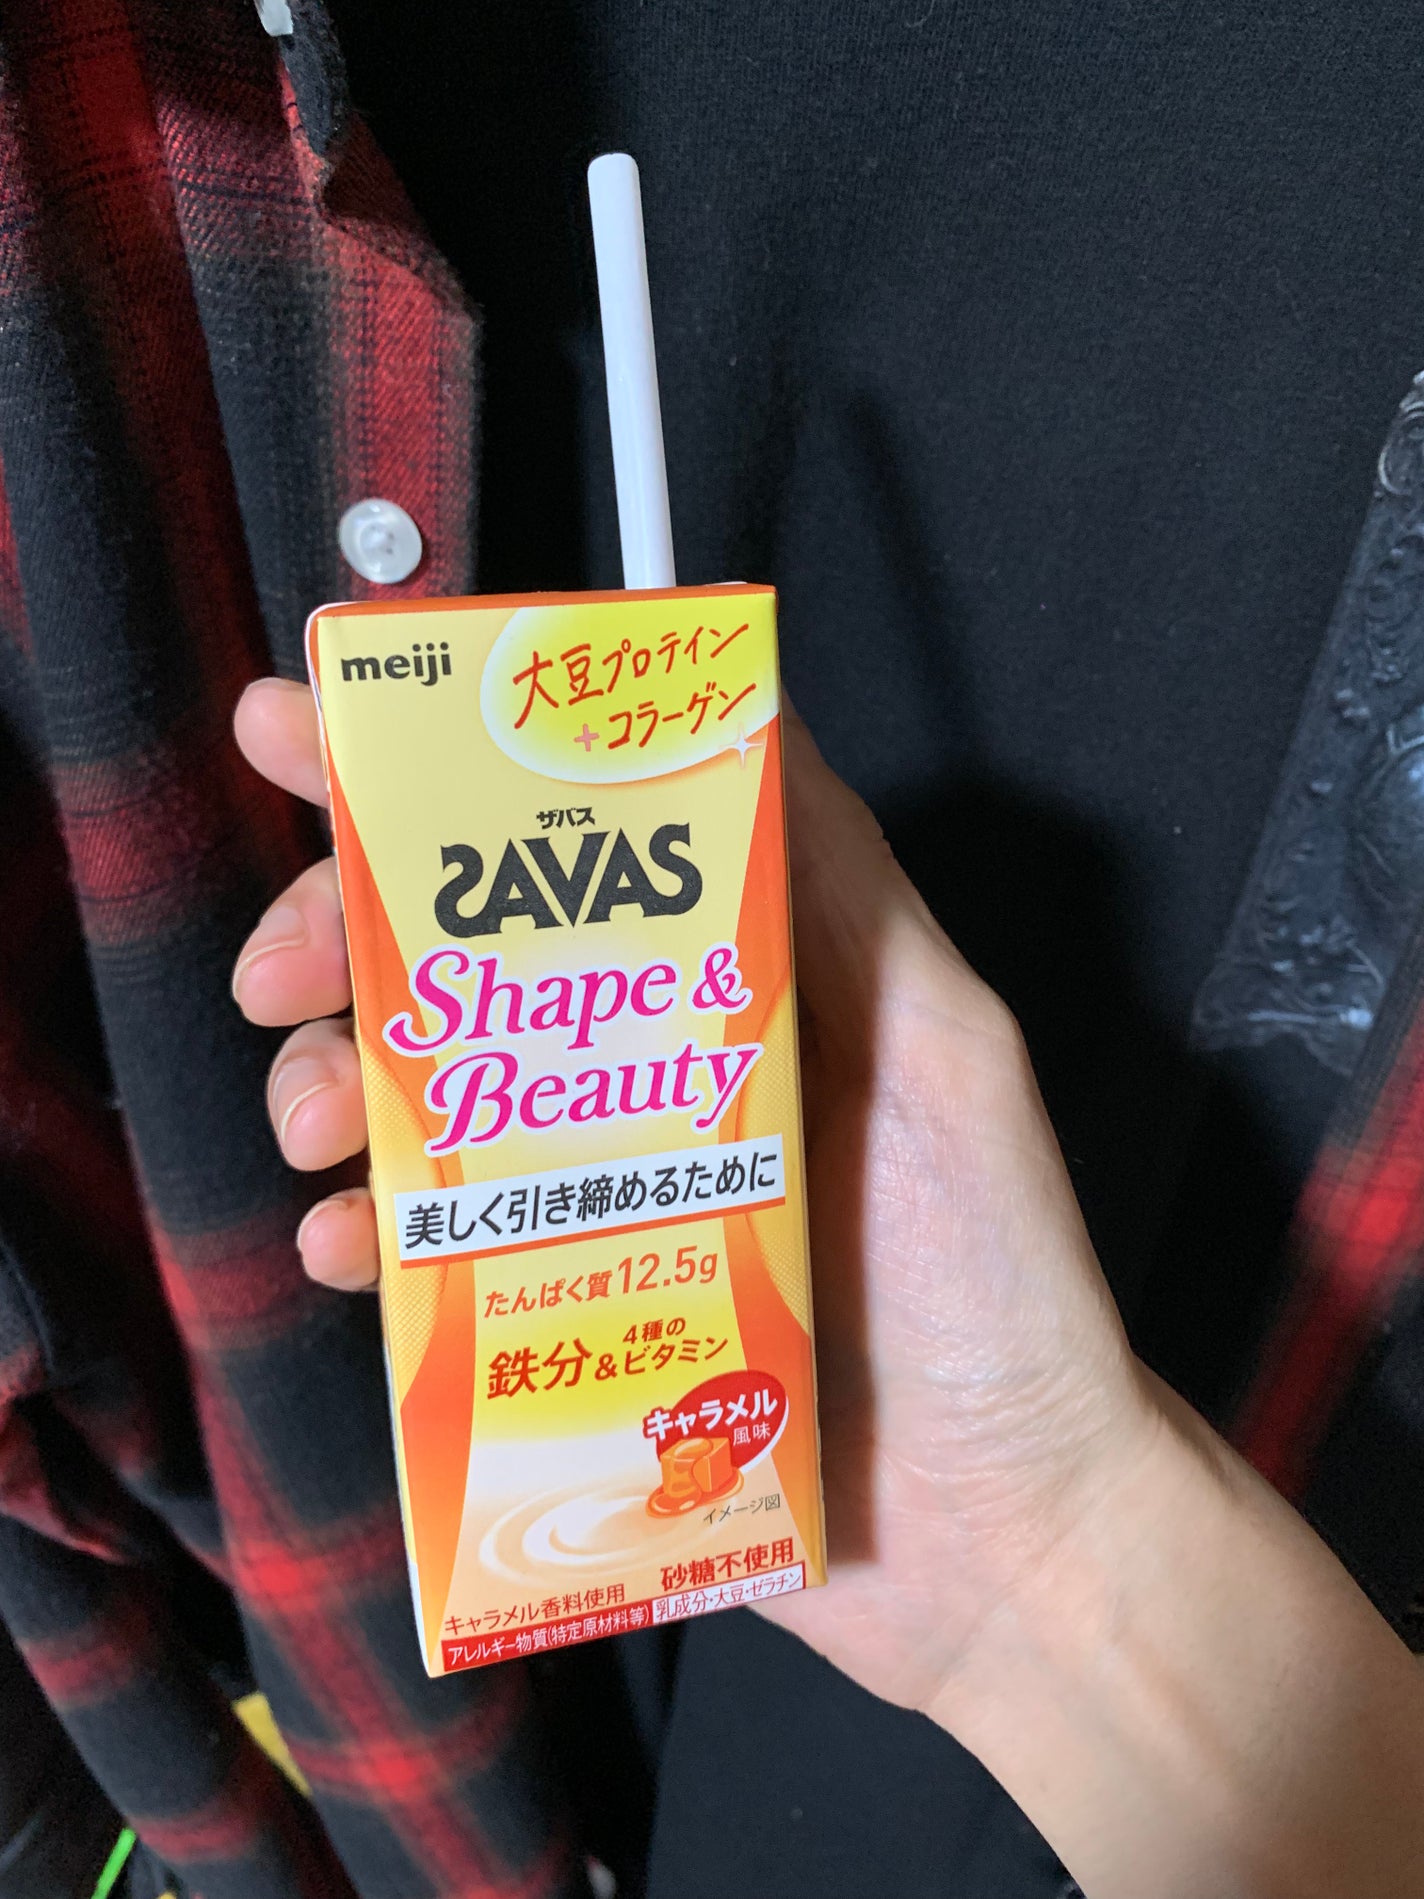 meiji
大豆プロテイン
+コラーゲン
ザバス
SAVAS
Shape &
Beauty
美しく引き締めるために
たんぱく質12.5g
鉄分&4種のビタミン
キャラメル
風味
イメージ図
砂糖不使用
キャラメル香料使用
アレルギー物質(特定原材料等) 乳成分・大豆・ゼラチン